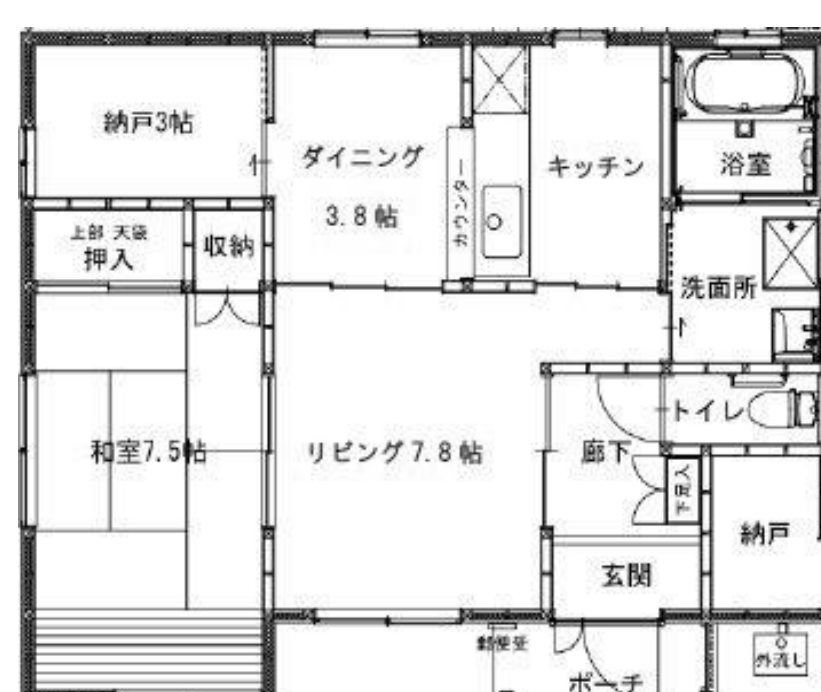 納戸3帖
ダイニング
3.8帖
カウンター
キッチン
浴室
上部 天袋
押入
収納
洗面所
トイレ
和室7.5帖
リビング7.8帖
廊下
下足入
納戸
玄関
郵便受
ポーチ
外流し